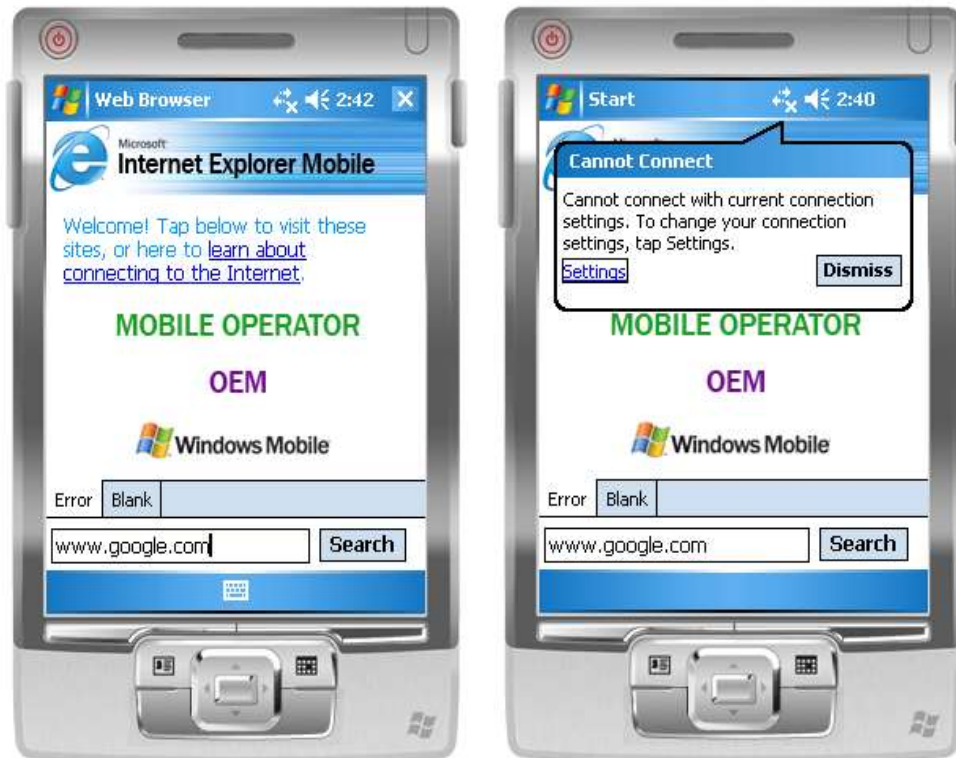 Web Browser 2:42
Microsoft
Internet Explorer Mobile
Welcome! Tap below to visit these
sites, or here to learn about
connecting to the Internet.
MOBILE OPERATOR
OEM
Windows Mobile
Error Blank
www.google.com Search
Start 2:40
Cannot Connect
Cannot connect with current connection
settings. To change your connection
settings, tap Settings.
Settings Dismiss
MOBILE OPERATOR
OEM
Windows Mobile
Error Blank
www.google.com Search